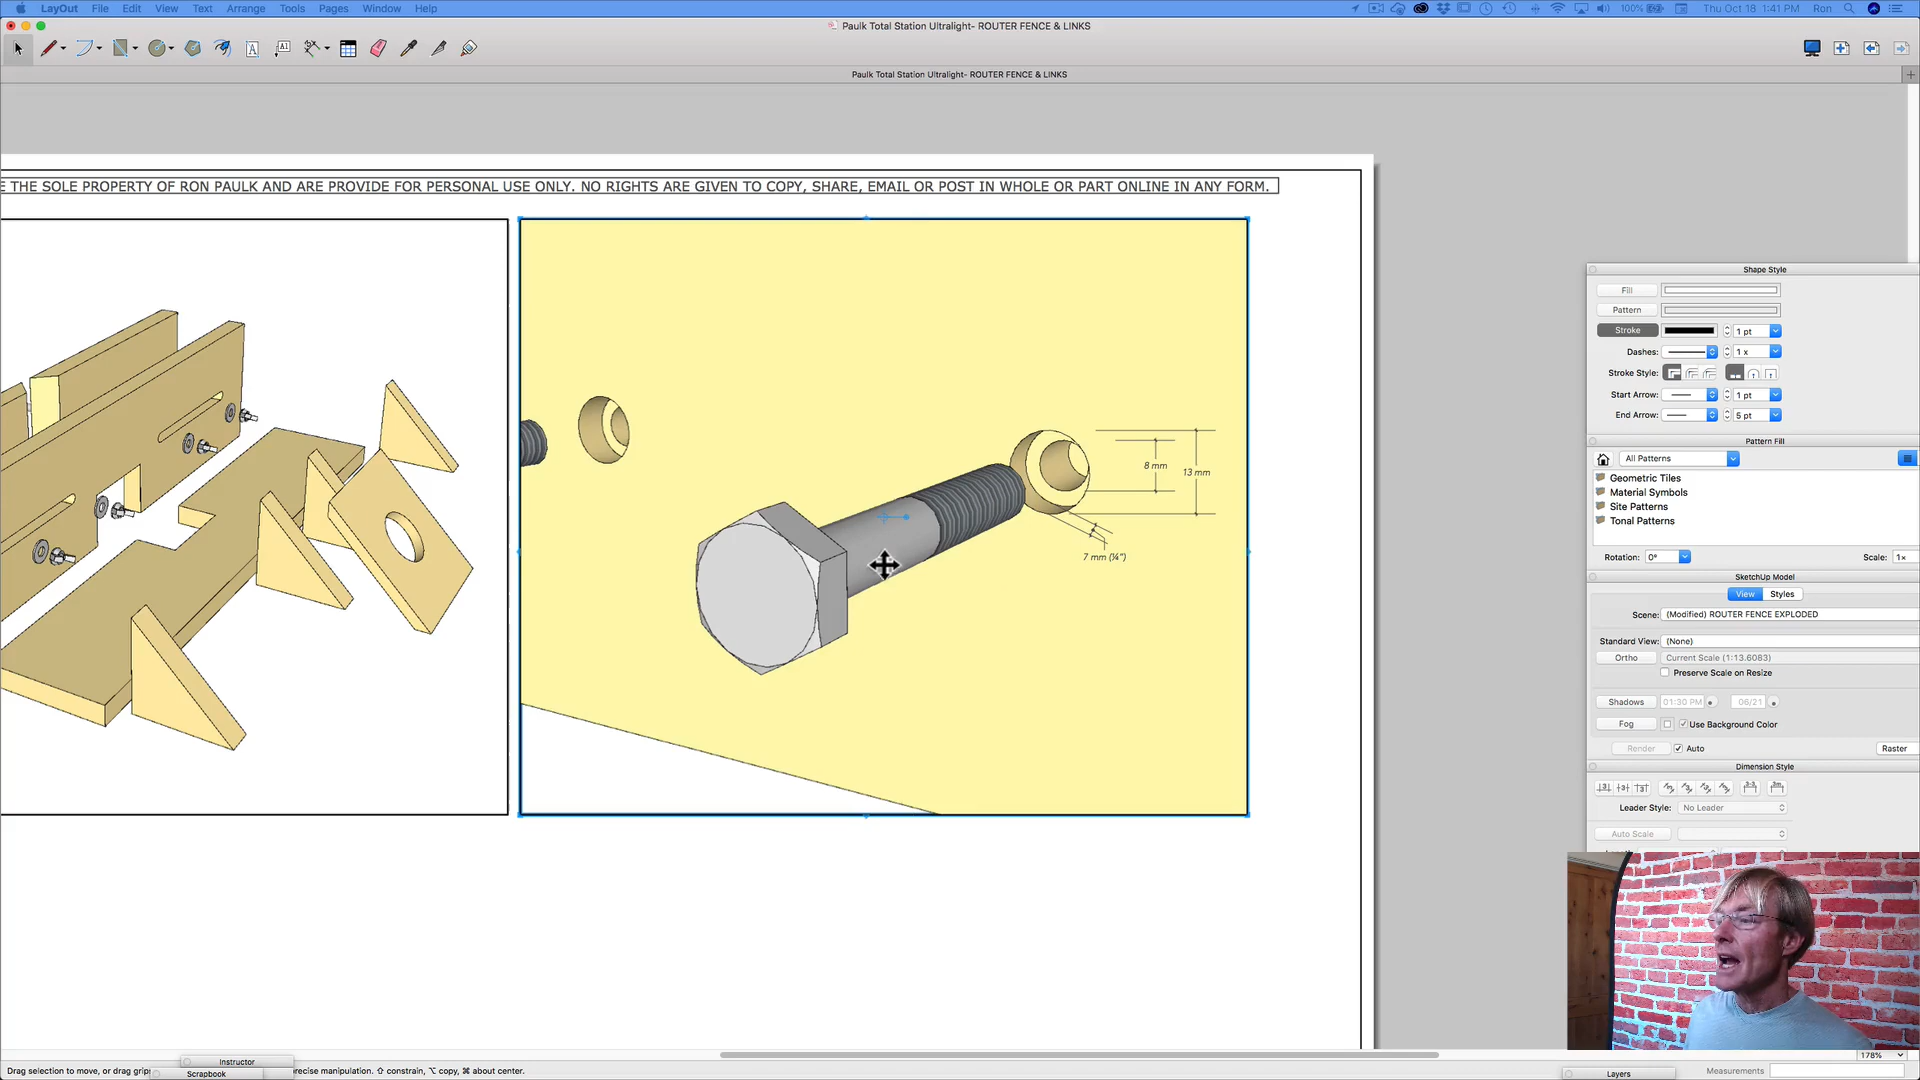 LayOut File Edit View Text Arrange Tools Pages Window Help
100% Thu Oct 18 1:41 PM Ron
Paulk Total Station Ultralight- ROUTER FENCE & LINKS
Paulk Total Station Ultralight- ROUTER FENCE & LINKS
E THE SOLE PROPERTY OF RON PAULK AND ARE PROVIDE FOR PERSONAL USE ONLY. NO RIGHTS ARE GIVEN TO COPY, SHARE, EMAIL OR POST IN WHOLE OR PART ONLINE IN ANY FORM.
8 mm
13 mm
7 mm (¼")
Shape Style
Fill
Pattern
Stroke 1 pt
Dashes: 1 x
Stroke Style:
Start Arrow: 1 pt
End Arrow: 5 pt
Pattern Fill
All Patterns
Geometric Tiles
Material Symbols
Site Patterns
Tonal Patterns
Rotation: 0° Scale: 1x
SketchUp Model
View Styles
Scene: (Modified) ROUTER FENCE EXPLODED
Standard View: (None)
Ortho Current Scale (1:13.6083)
Preserve Scale on Resize
Shadows 01:30 PM 06/21
Fog Use Background Color
Render Auto Raster
Dimension Style
Leader Style: No Leader
Auto Scale
178%
Instructor
Drag selection to move, or drag grips
recise manipulation. ⇧ constrain, ⌥ copy, ⌘ about center.
Scrapbook
Layers
Measurements